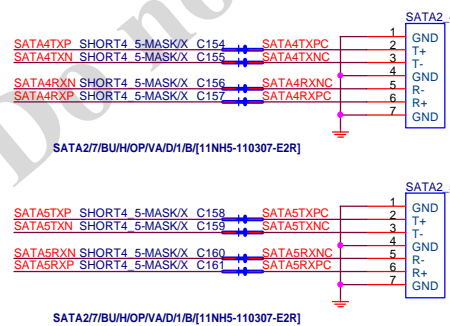 SATA2_
1 GND
SATA4TXP SHORT4_5-MASK/X C154 SATA4TXPC 2 T+
SATA4TXN SHORT4_5-MASK/X C155 SATA4TXNC 3 T-
4 GND
SATA4RXN SHORT4_5-MASK/X C156 SATA4RXNC 5 R-
SATA4RXP SHORT4_5-MASK/X C157 SATA4RXPC 6 R+
7 GND
SATA2/7/BU/H/OP/VA/D/1/B/[11NH5-110307-E2R]
SATA2_
1 GND
SATA5TXP SHORT4_5-MASK/X C158 SATA5TXPC 2 T+
SATA5TXN SHORT4_5-MASK/X C159 SATA5TXNC 3 T-
4 GND
SATA5RXN SHORT4_5-MASK/X C160 SATA5RXNC 5 R-
SATA5RXP SHORT4_5-MASK/X C161 SATA5RXPC 6 R+
7 GND
SATA2/7/BU/H/OP/VA/D/1/B/[11NH5-110307-E2R]
Do no